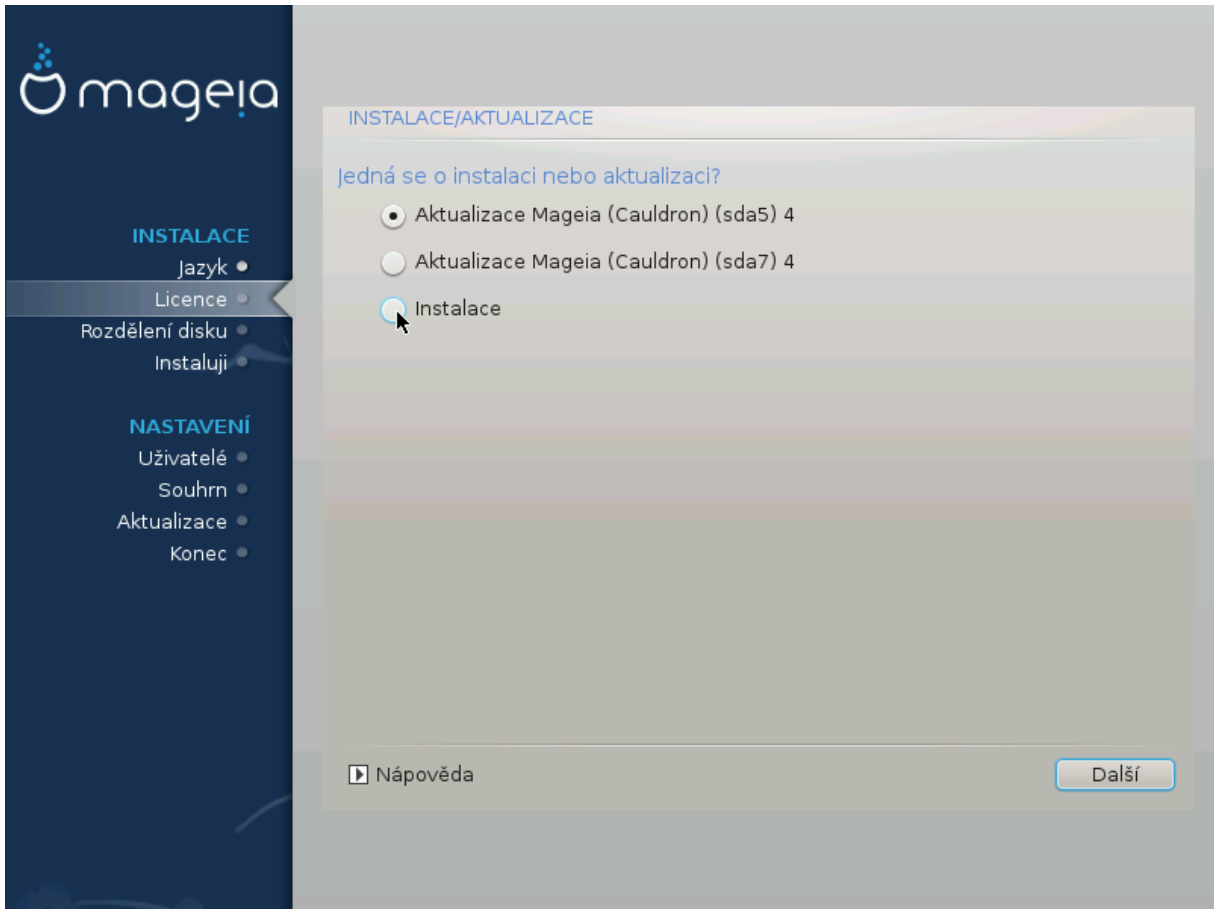 mageia
INSTALACE
Jazyk
Licence
Rozdělení disku
Instaluji
NASTAVENÍ
Uživatelé
Souhrn
Aktualizace
Konec
INSTALACE/AKTUALIZACE
Jedná se o instalaci nebo aktualizaci?
Aktualizace Mageia (Cauldron) (sda5) 4
Aktualizace Mageia (Cauldron) (sda7) 4
Instalace
Nápověda
Další